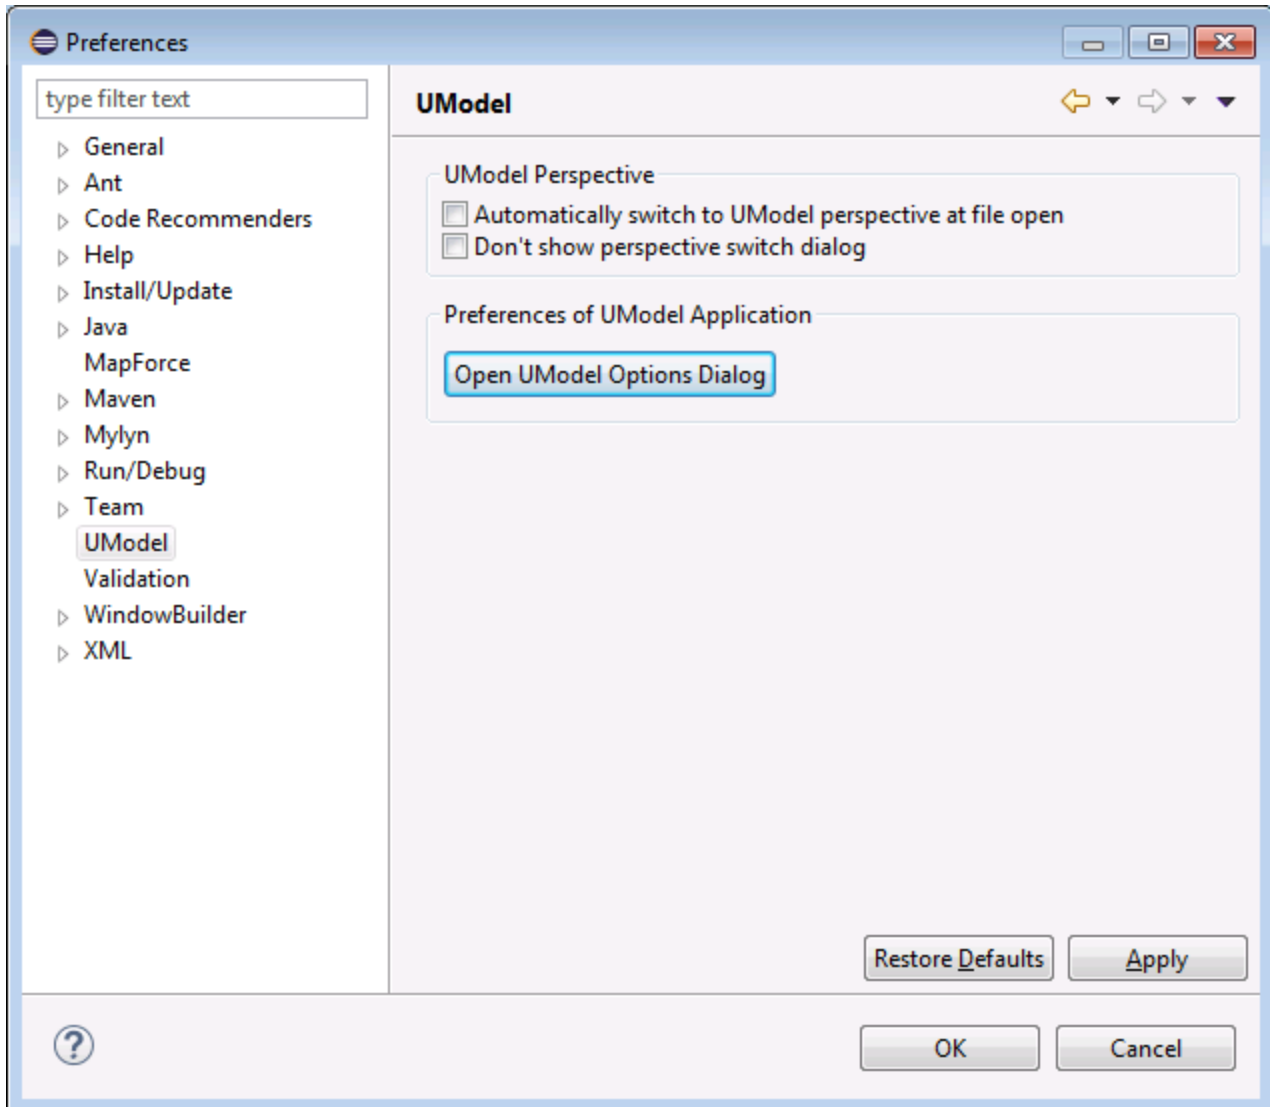 Preferences
type filter text
General
Ant
Code Recommenders
Help
Install/Update
Java
MapForce
Maven
Mylyn
Run/Debug
Team
UModel
Validation
WindowBuilder
XML
UModel
UModel Perspective
Automatically switch to UModel perspective at file open
Don't show perspective switch dialog
Preferences of UModel Application
Open UModel Options Dialog
Restore Defaults
Apply
?
OK
Cancel